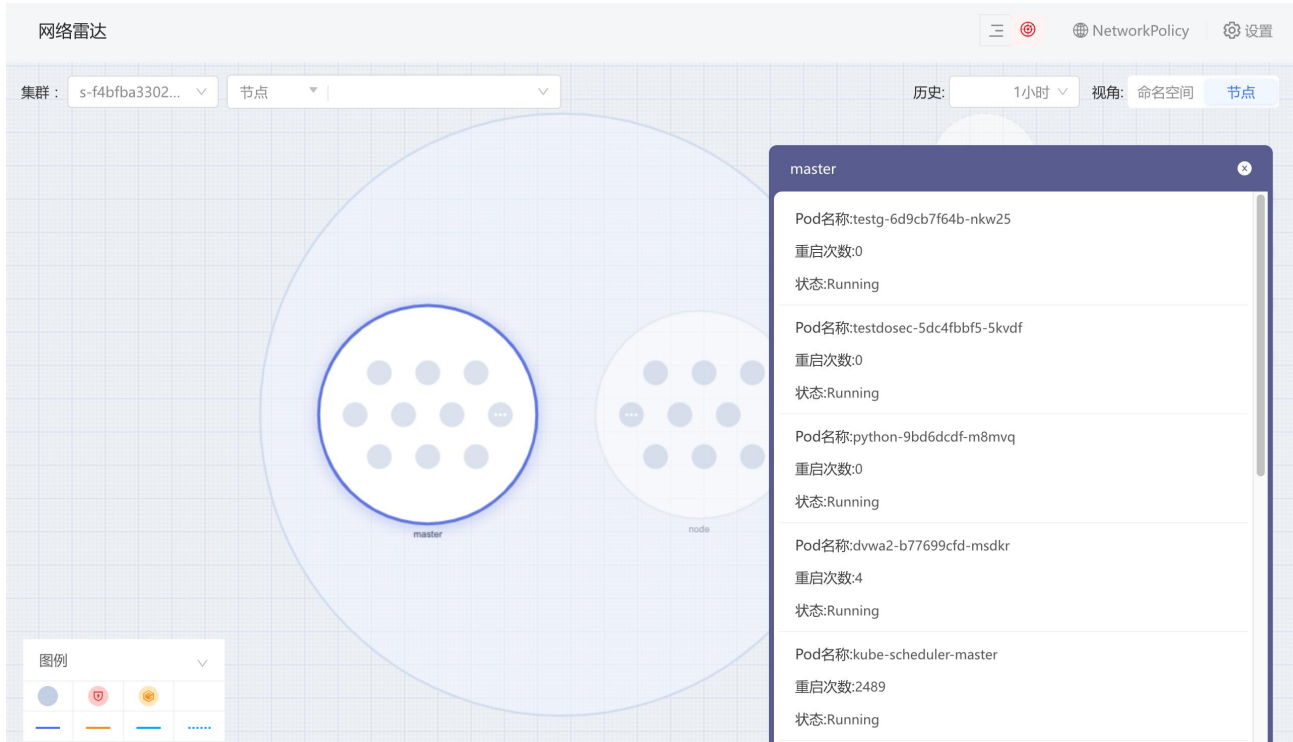 网络雷达
NetworkPolicy
设置
集群：
s-f4bfba3302...
节点
历史:
1小时
视角:
命名空间
节点
master
Pod名称:testg-6d9cb7f64b-nkw25
重启次数:0
状态:Running
Pod名称:testdosec-5dc4fbbf5-5kvdf
重启次数:0
状态:Running
Pod名称:python-9bd6dcdf-m8mvq
重启次数:0
状态:Running
Pod名称:dvwa2-b77699cfd-msdkr
重启次数:4
状态:Running
Pod名称:kube-scheduler-master
重启次数:2489
状态:Running
master
node
图例